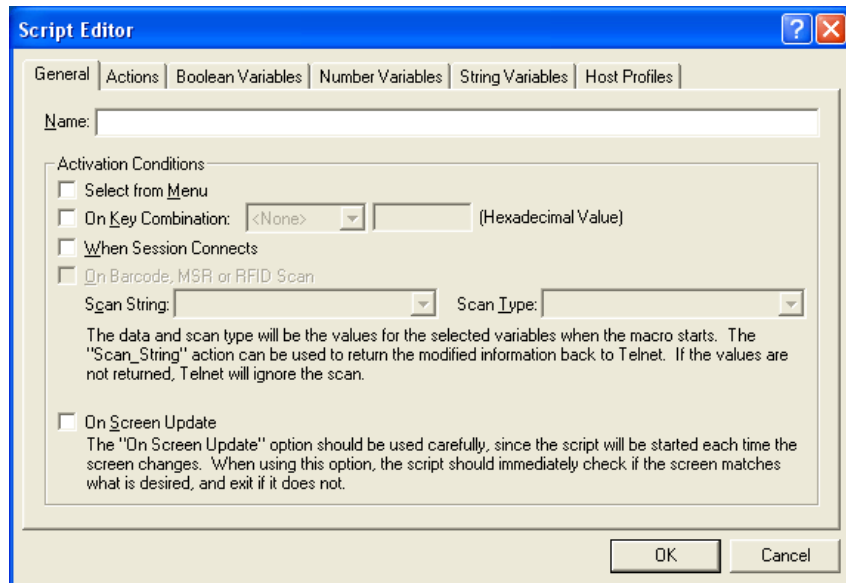 Script Editor
General Actions Boolean Variables Number Variables String Variables Host Profiles
Name:
Activation Conditions
Select from Menu
On Key Combination: <None> (Hexadecimal Value)
When Session Connects
On Barcode, MSR or RFID Scan
Scan String: Scan Type:
The data and scan type will be the values for the selected variables when the macro starts. The
"Scan_String" action can be used to return the modified information back to Telnet. If the values are
not returned, Telnet will ignore the scan.
On Screen Update
The "On Screen Update" option should be used carefully, since the script will be started each time the
screen changes. When using this option, the script should immediately check if the screen matches
what is desired, and exit if it does not.
OK Cancel